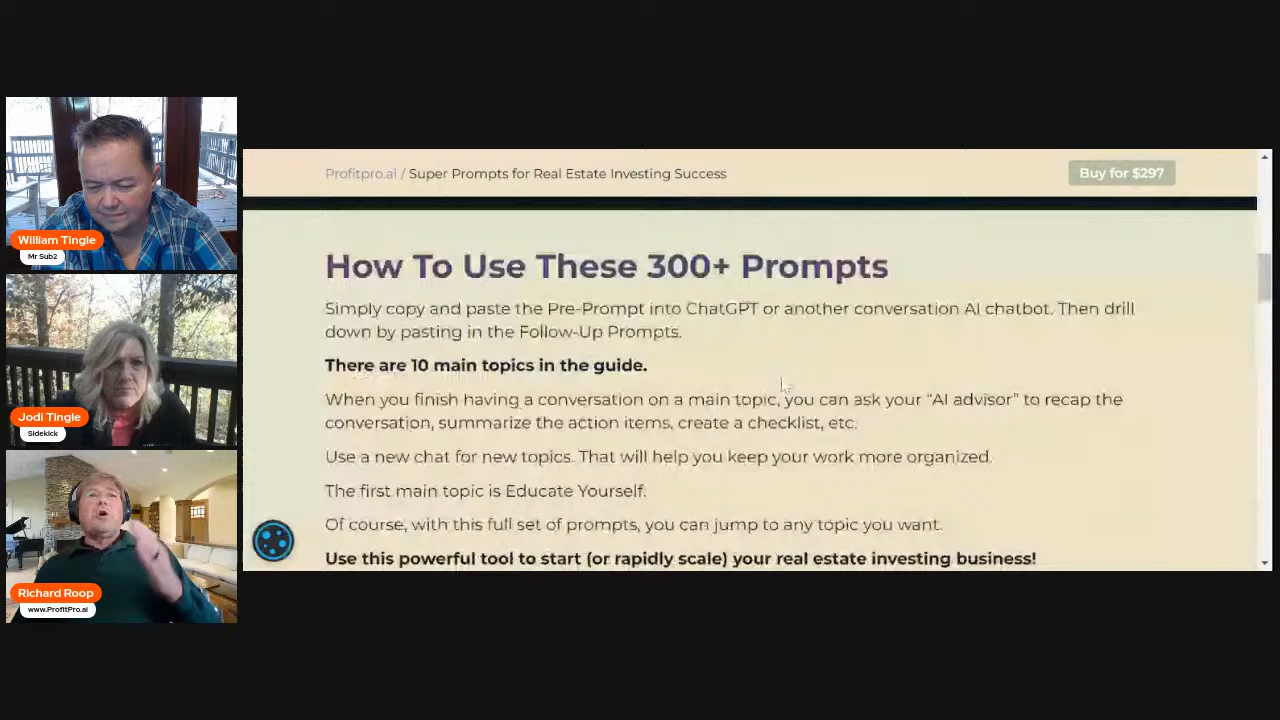 William Tingle
Mr Sub2
Jodi Tingle
Sidekick
Richard Roop
www.ProfitPro.ai
Profitpro.ai / Super Prompts for Real Estate Investing Success
Buy for $297
How To Use These 300+ Prompts
Simply copy and paste the Pre-Prompt into ChatGPT or another conversation AI chatbot. Then drill
down by pasting in the Follow-Up Prompts.
There are 10 main topics in the guide.
When you finish having a conversation on a main topic, you can ask your “AI advisor” to recap the
conversation, summarize the action items, create a checklist, etc.
Use a new chat for new topics. That will help you keep your work more organized.
The first main topic is Educate Yourself.
Of course, with this full set of prompts, you can jump to any topic you want.
Use this powerful tool to start (or rapidly scale) your real estate investing business!